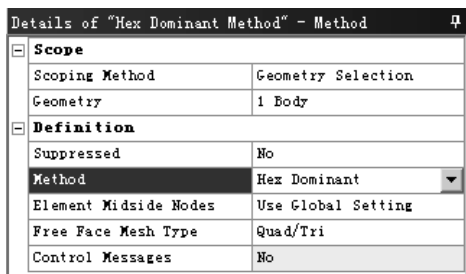 Details of "Hex Dominant Method" - Method
Scope
Scoping Method Geometry Selection
Geometry 1 Body
Definition
Suppressed No
Method Hex Dominant
Element Midside Nodes Use Global Setting
Free Face Mesh Type Quad/Tri
Control Messages No